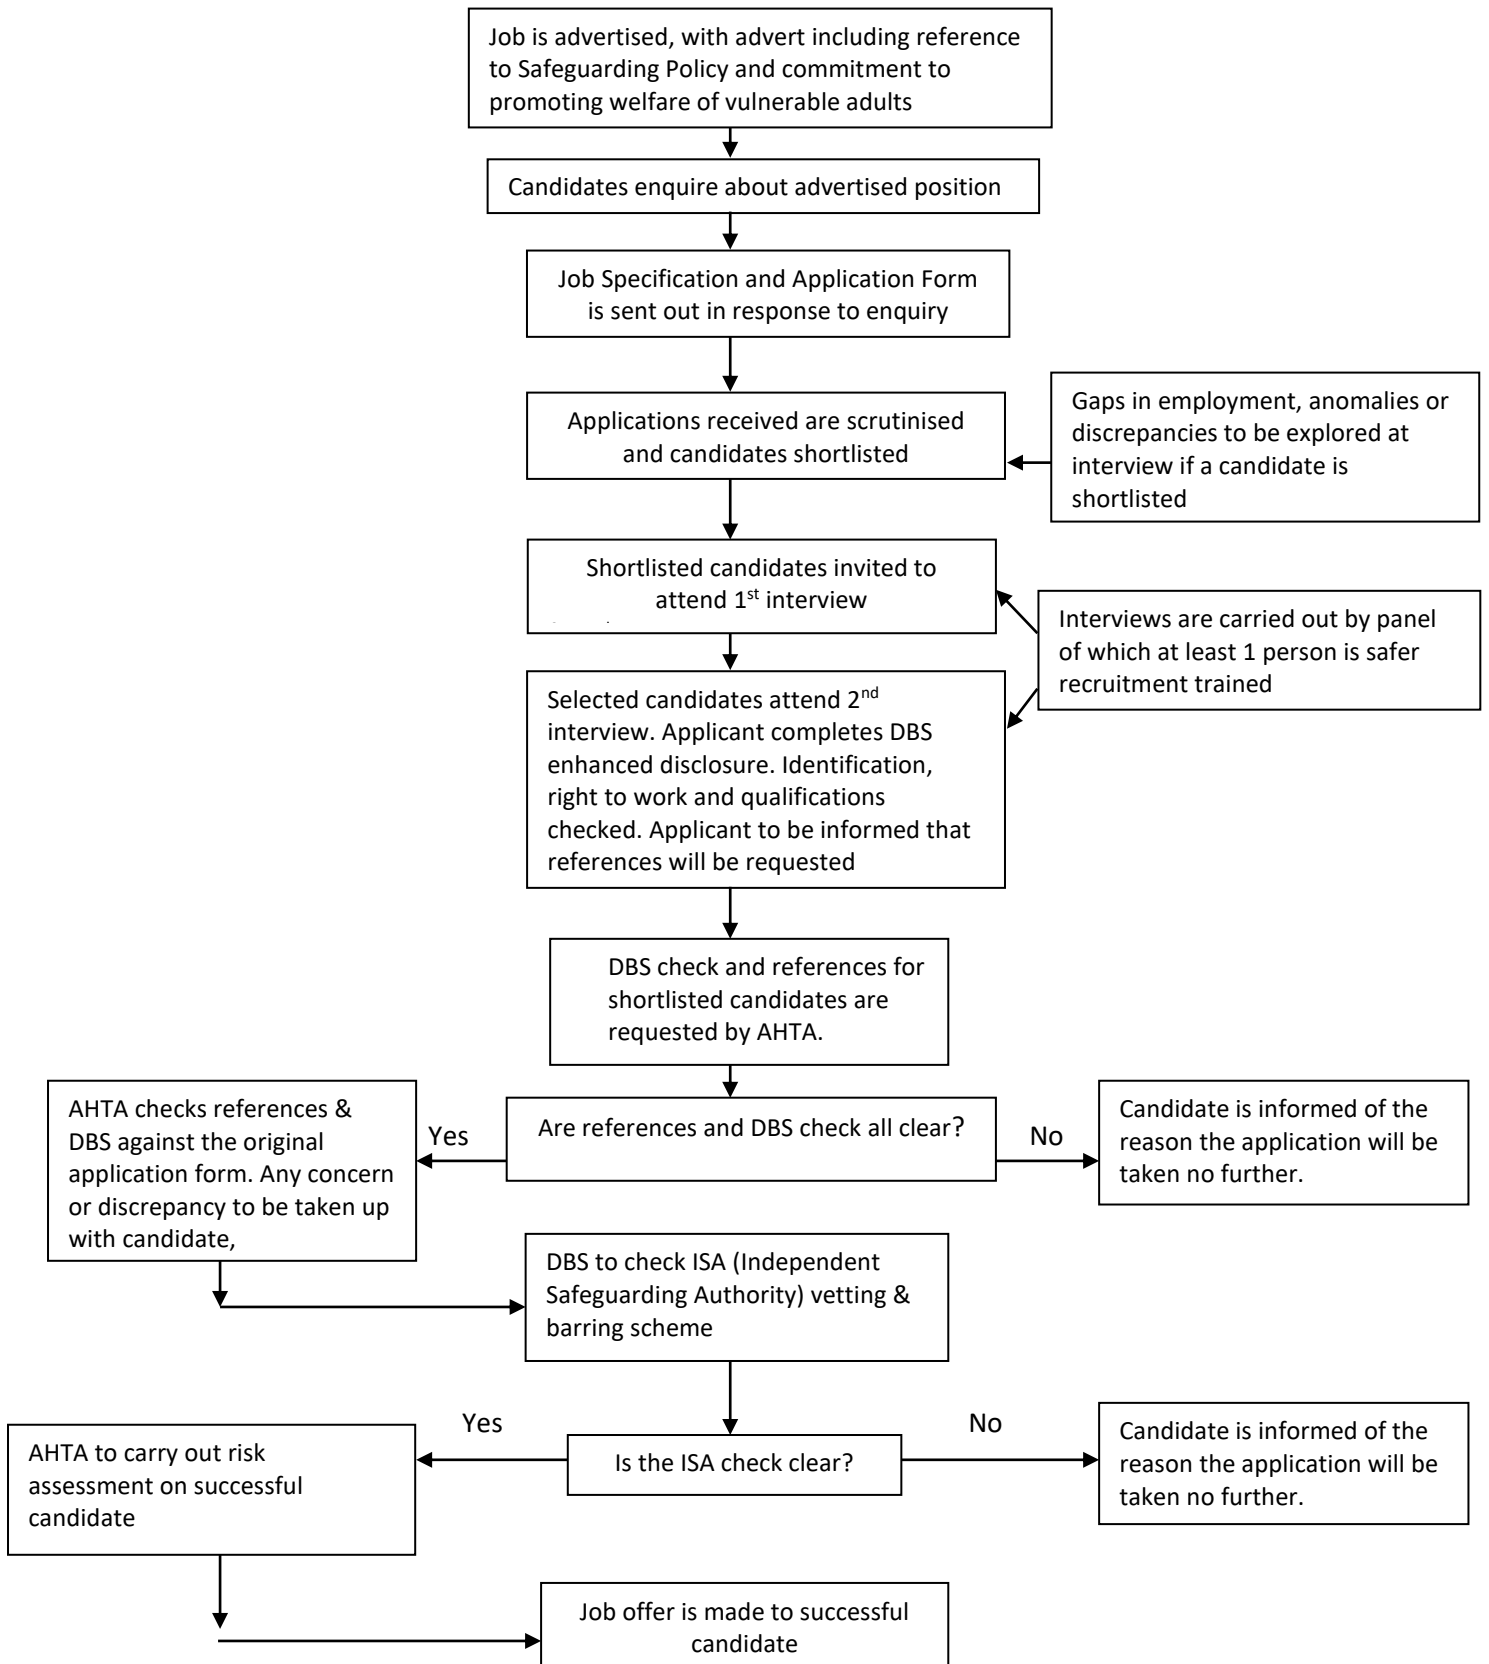 Job is advertised, with advert including reference
to Safeguarding Policy and commitment to
promoting welfare of vulnerable adults
Candidates enquire about advertised position
Job Specification and Application Form
is sent out in response to enquiry
Applications received are scrutinised
and candidates shortlisted
Gaps in employment, anomalies or
discrepancies to be explored at
interview if a candidate is
shortlisted
Shortlisted candidates invited to
attend 1st interview
Interviews are carried out by panel
of which at least 1 person is safer
recruitment trained
Selected candidates attend 2nd
interview. Applicant completes DBS
enhanced disclosure. Identification,
right to work and qualifications
checked. Applicant to be informed that
references will be requested
DBS check and references for
shortlisted candidates are
requested by AHTA.
Are references and DBS check all clear?
Yes
No
AHTA checks references &
DBS against the original
application form. Any concern
or discrepancy to be taken up
with candidate,
Candidate is informed of the
reason the application will be
taken no further.
DBS to check ISA (Independent
Safeguarding Authority) vetting &
barring scheme
Is the ISA check clear?
Yes
No
AHTA to carry out risk
assessment on successful
candidate
Candidate is informed of the
reason the application will be
taken no further.
Job offer is made to successful
candidate